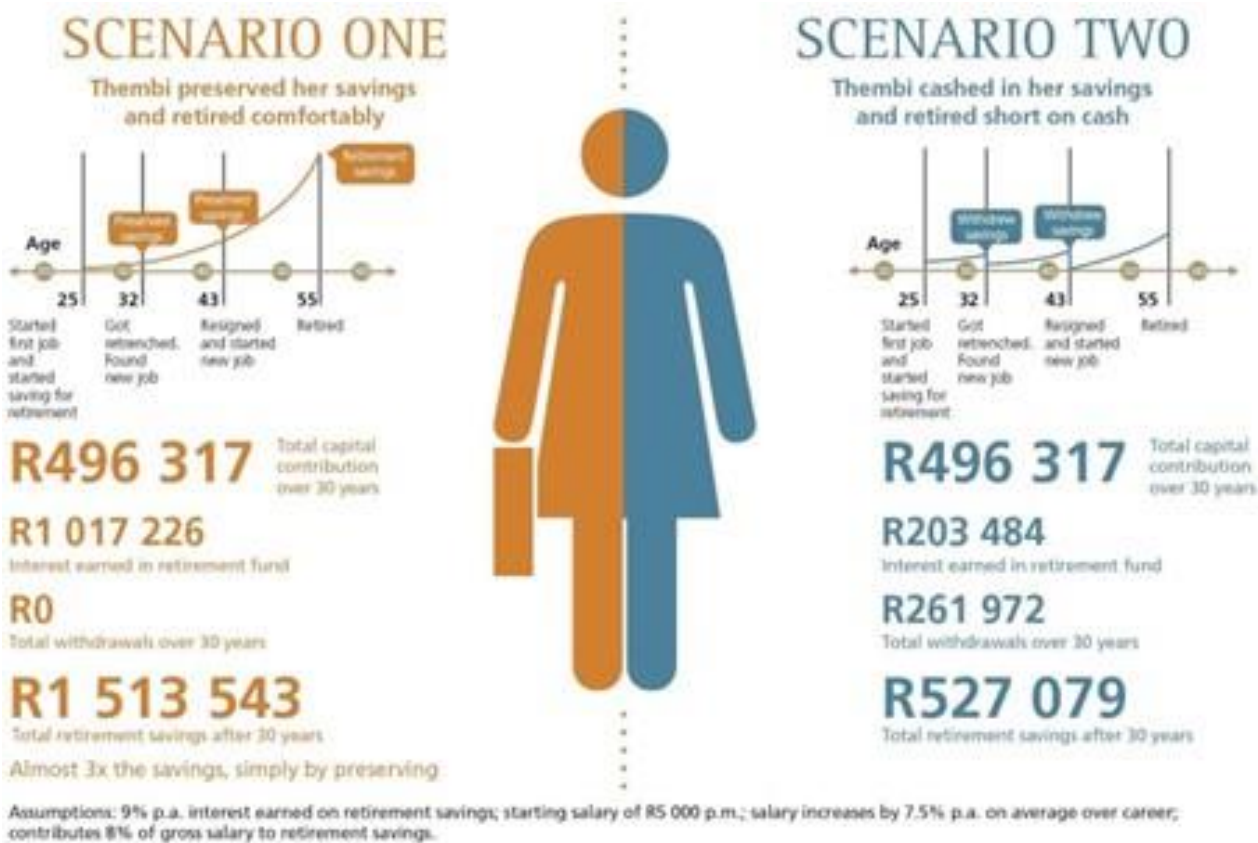 SCENARIO ONE
Thembi preserved her savings
and retired comfortably
Retirement
savings
Preserved
savings
Preserved
savings
Age
25
32
43
55
Started
first job
and
started
saving for
retirement
Got
retrenched.
Found
new job
Resigned
and started
new job
Retired
R496 317
Total capital
contribution
over 30 years
R1 017 226
Interest earned in retirement fund
R0
Total withdrawals over 30 years
R1 513 543
Total retirement savings after 30 years
Almost 3x the savings, simply by preserving
SCENARIO TWO
Thembi cashed in her savings
and retired short on cash
Withdrew
savings
Withdrew
savings
Age
25
32
43
55
Started
first job
and
started
saving for
retirement
Got
retrenched.
Found
new job
Resigned
and started
new job
Retired
R496 317
Total capital
contribution
over 30 years
R203 484
Interest earned in retirement fund
R261 972
Total withdrawals over 30 years
R527 079
Total retirement savings after 30 years
Assumptions: 9% p.a. interest earned on retirement savings; starting salary of R5 000 p.m.; salary increases by 7.5% p.a. on average over career;
contributes 8% of gross salary to retirement savings.